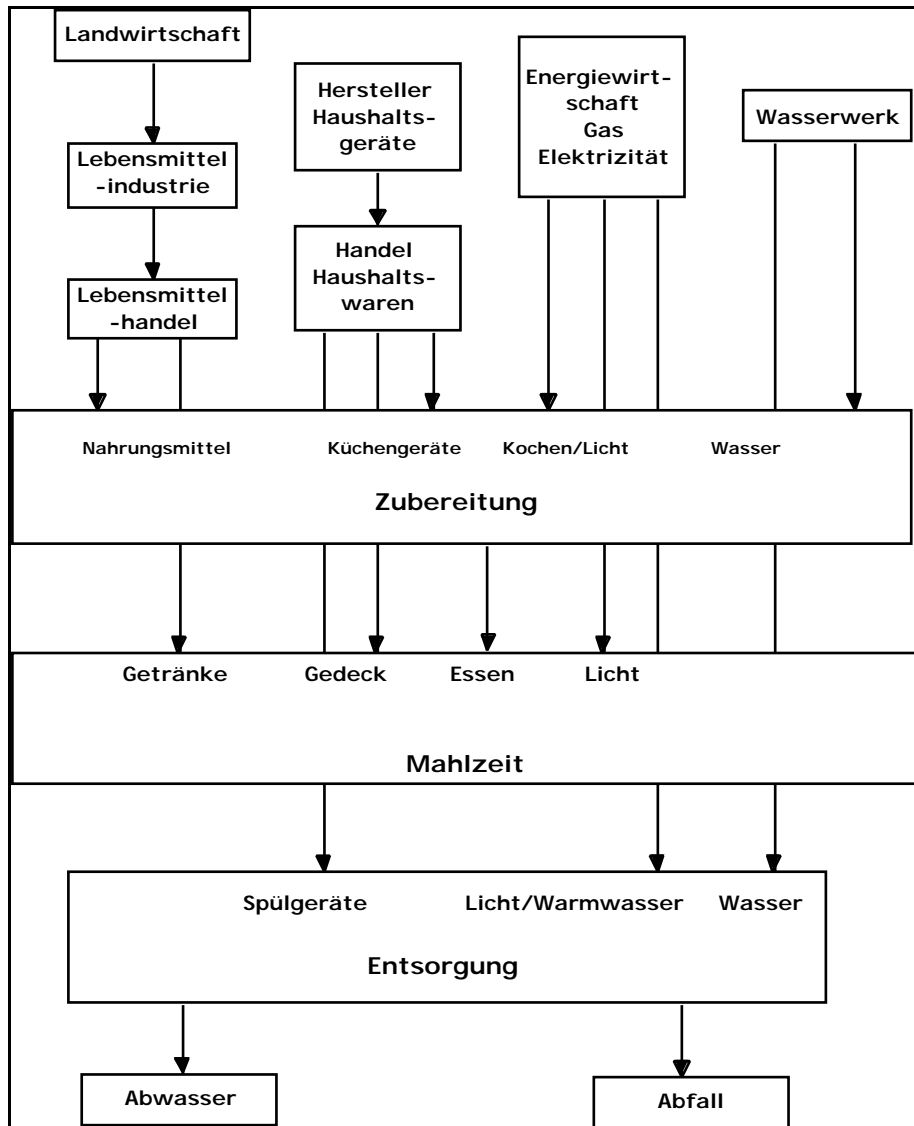 Landwirtschaft
Lebensmittel
-industrie
Lebensmittel
-handel
Hersteller
Haushalts-
geräte
Handel
Haushalts-
waren
Energiewirt-
schaft
Gas
Elektrizität
Wasserwerk
Nahrungsmittel
Küchengeräte
Kochen/Licht
Wasser
Zubereitung
Getränke
Gedeck
Essen
Licht
Mahlzeit
Spülgeräte
Licht/Warmwasser
Wasser
Entsorgung
Abwasser
Abfall